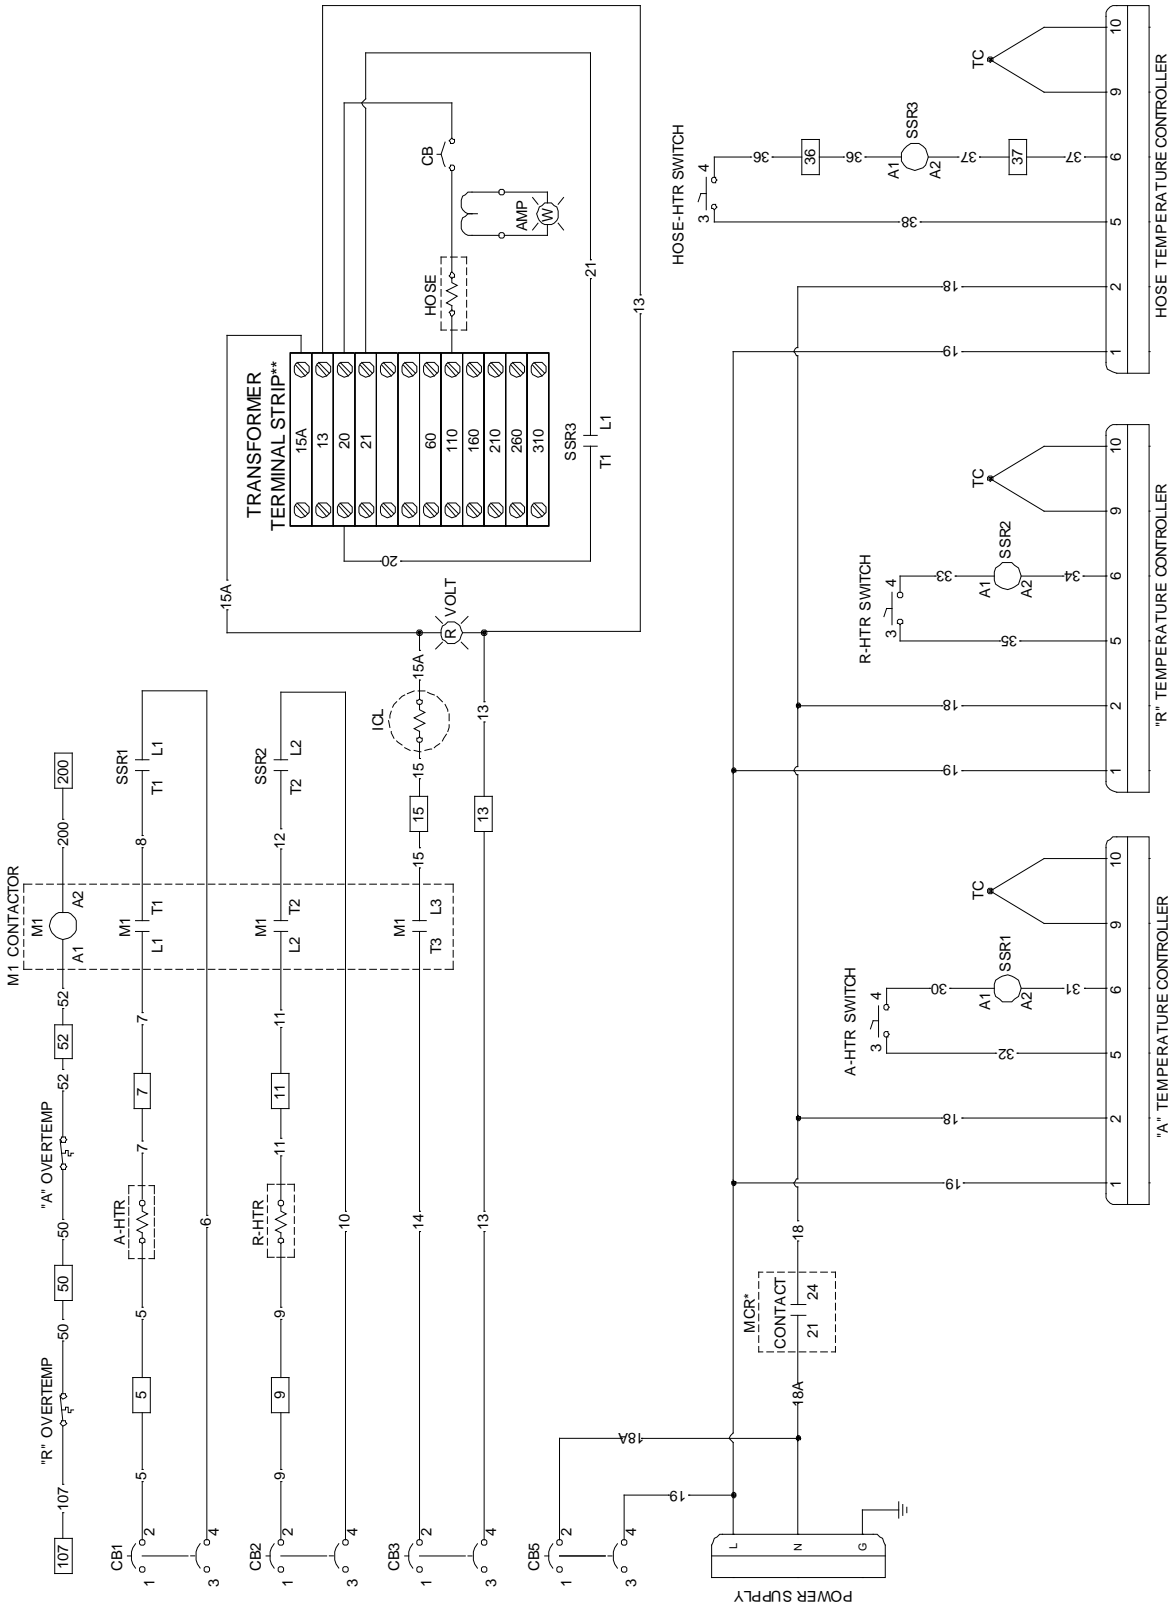 M1 CONTACTOR
107
107
"R" OVERTEMP
50
50
50
"A" OVERTEMP
52
52
52
M1
A1
A2
200
200
CB1
1
2
3
4
5
5
5
A-HTR
7
7
7
M1
L1
T1
8
SSR1
T1
L1
6
CB2
1
2
3
4
9
9
9
R-HTR
11
11
11
M1
L2
T2
12
SSR2
T2
L2
10
CB3
1
2
3
4
14
M1
T3
L3
15
15
15
ICL
15A
13
13
13
R
VOLT
15A
TRANSFORMER
TERMINAL STRIP**
15A
13
20
21
60
110
160
210
260
310
20
SSR3
T1
L1
21
13
HOSE
CB
AMP
W
CB5
1
2
3
4
18A
19
POWER SUPPLY
L
N
G
18A
MCR*
CONTACT
21
24
18
A-HTR SWITCH
3
4
19
18
32
30
A1
A2
SSR1
31
TC
1
2
5
6
9
10
"A" TEMPERATURE CONTROLLER
R-HTR SWITCH
3
4
19
18
35
33
A1
A2
SSR2
34
TC
1
2
5
6
9
10
"R" TEMPERATURE CONTROLLER
HOSE-HTR SWITCH
3
4
19
18
38
36
36
36
A1
A2
SSR3
37
37
37
TC
1
2
5
6
9
10
HOSE TEMPERATURE CONTROLLER